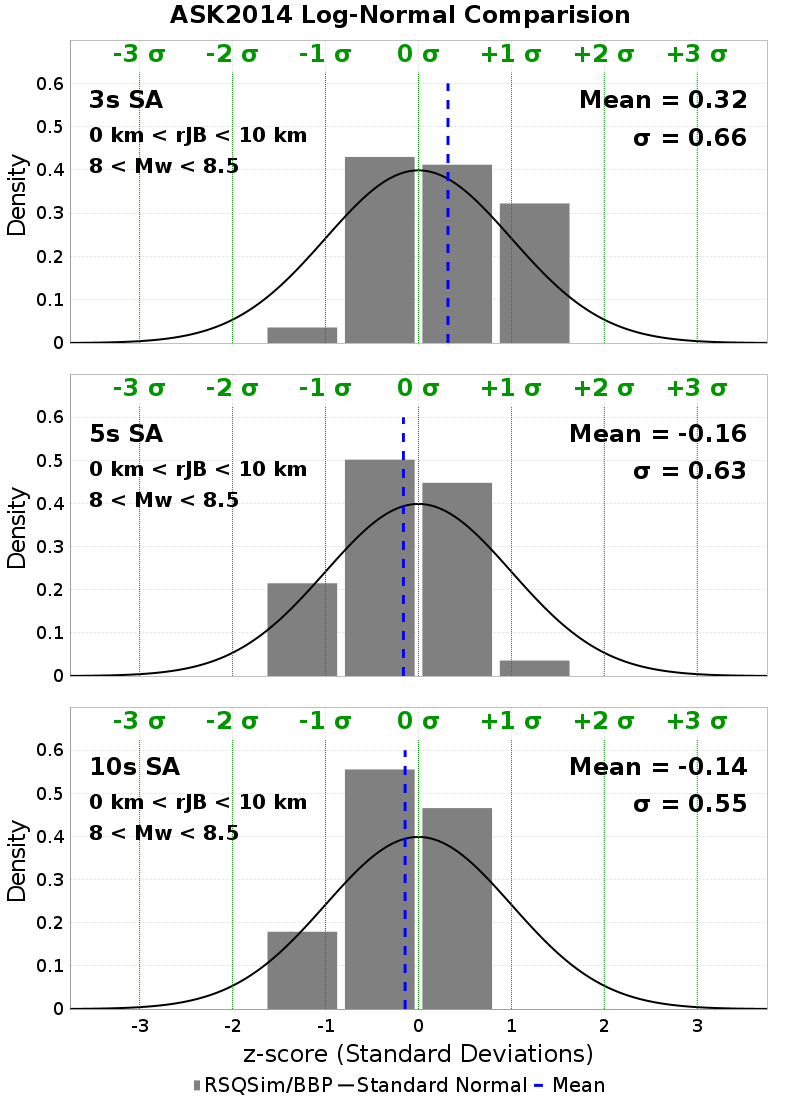 ASK2014 Log-Normal Comparision
-3 σ -2 σ -1 σ 0 σ +1 σ +2 σ +3 σ
3s SA
0 km < rJB < 10 km
8 < Mw < 8.5
Mean = 0.32
σ = 0.66
Density
0.6
0.5
0.4
0.3
0.2
0.1
0
-3 σ -2 σ -1 σ 0 σ +1 σ +2 σ +3 σ
5s SA
0 km < rJB < 10 km
8 < Mw < 8.5
Mean = -0.16
σ = 0.63
Density
0.6
0.5
0.4
0.3
0.2
0.1
0
-3 σ -2 σ -1 σ 0 σ +1 σ +2 σ +3 σ
10s SA
0 km < rJB < 10 km
8 < Mw < 8.5
Mean = -0.14
σ = 0.55
Density
0.6
0.5
0.4
0.3
0.2
0.1
0
-3 -2 -1 0 1 2 3
z-score (Standard Deviations)
RSQSim/BBP Standard Normal Mean